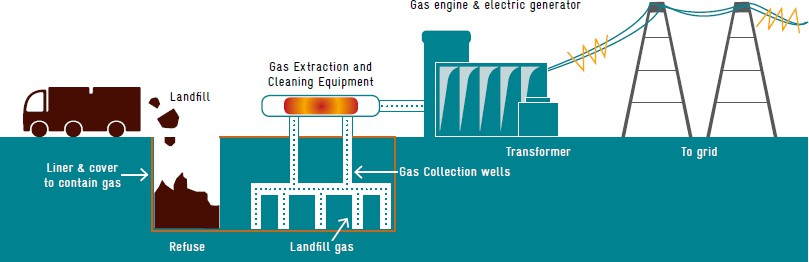 Gas engine & electric generator
Gas Extraction and
Cleaning Equipment
Landfill
Transformer
To grid
Liner & cover
to contain gas
Gas Collection wells
Refuse
Landfill gas